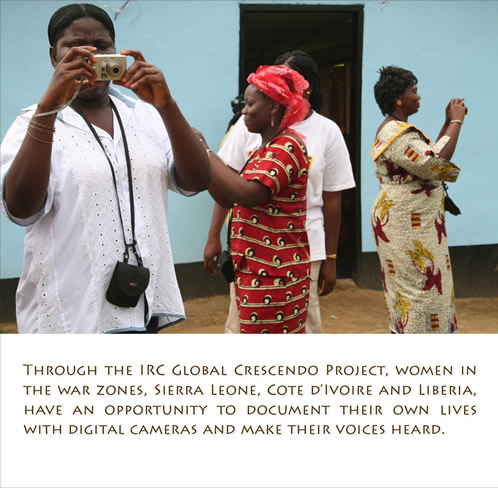 Through the IRC Global Crescendo Project, women in
the war zones, Sierra Leone, Cote d'Ivoire and Liberia,
have an opportunity to document their own lives
with digital cameras and make their voices heard.